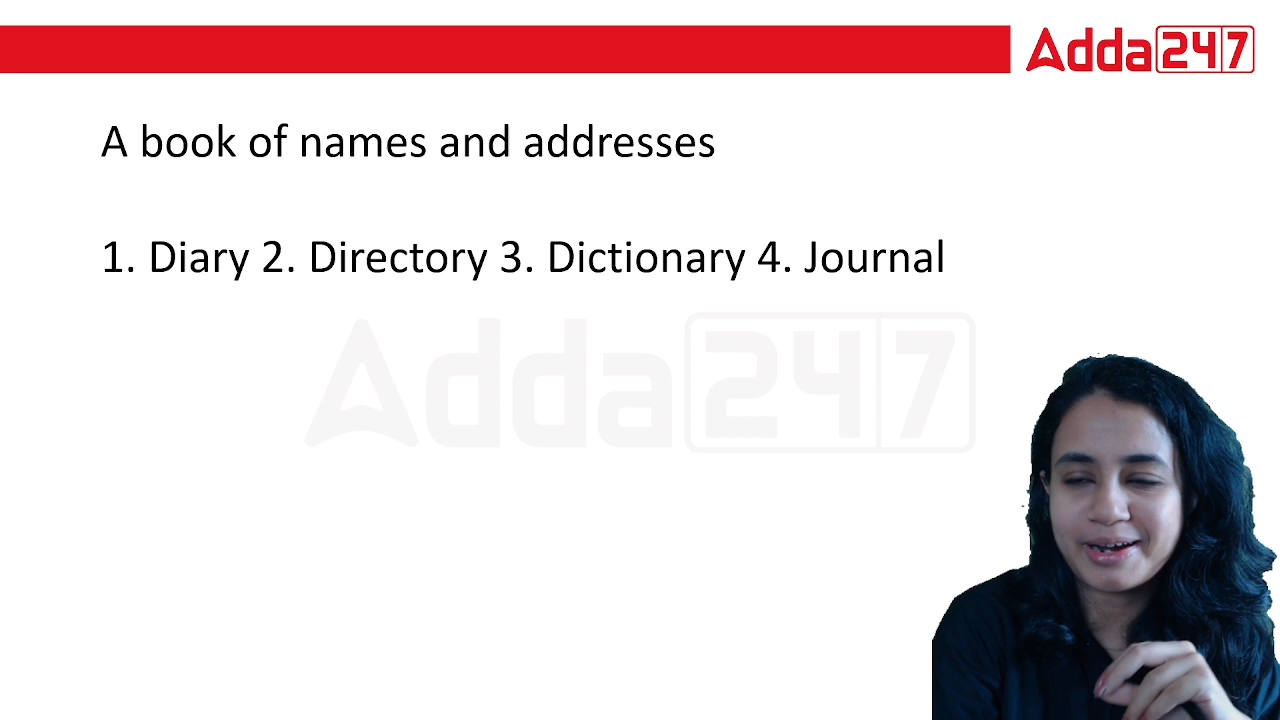 Adda247
A book of names and addresses
1. Diary 2. Directory 3. Dictionary 4. Journal
Adda247